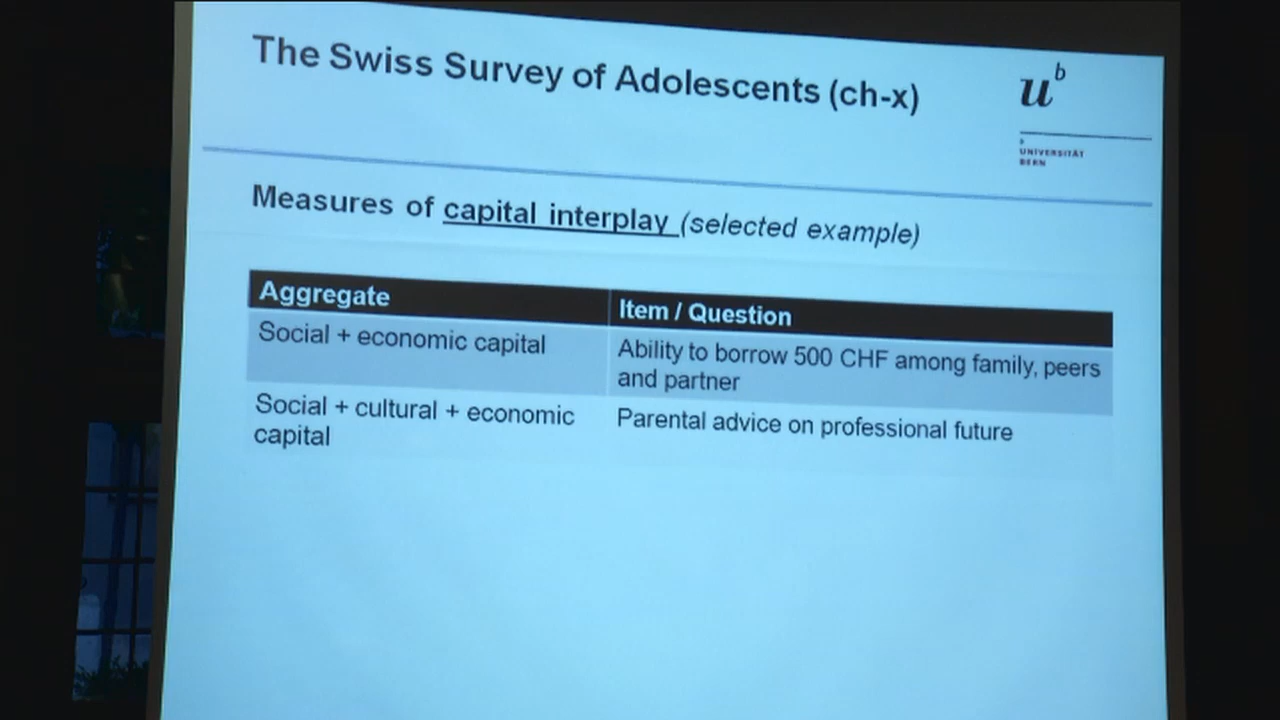 The Swiss Survey of Adolescents (ch-x)
u b
b
UNIVERSITÄT
BERN
Measures of capital interplay (selected example)
Aggregate
Item / Question
Social + economic capital
Ability to borrow 500 CHF among family, peers
and partner
Social + cultural + economic
capital
Parental advice on professional future